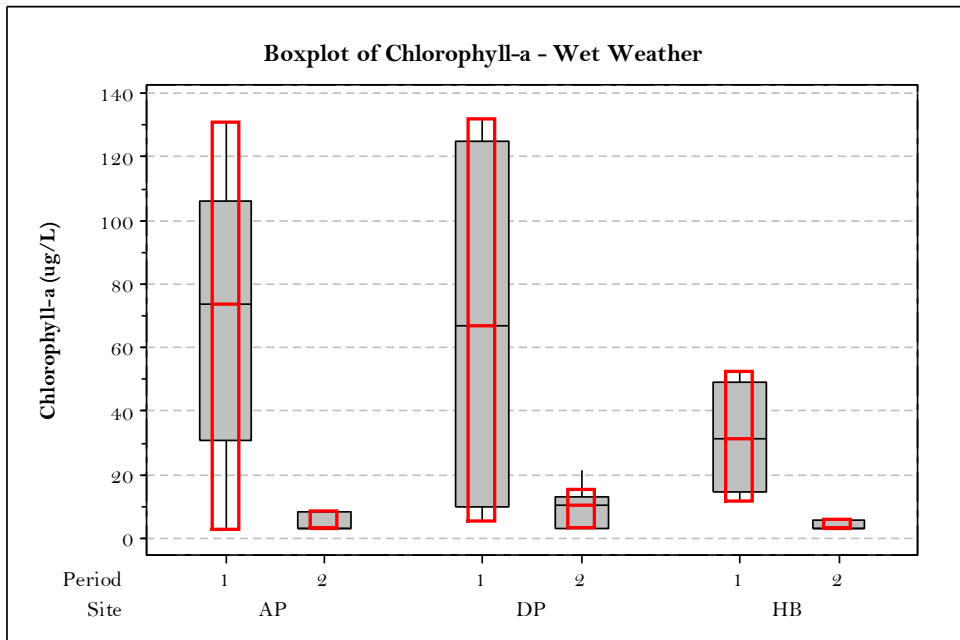 Boxplot of Chlorophyll-a - Wet Weather
Chlorophyll-a (ug/L)
140
120
100
80
60
40
20
0
Period 1 2 1 2 1 2
Site AP DP HB